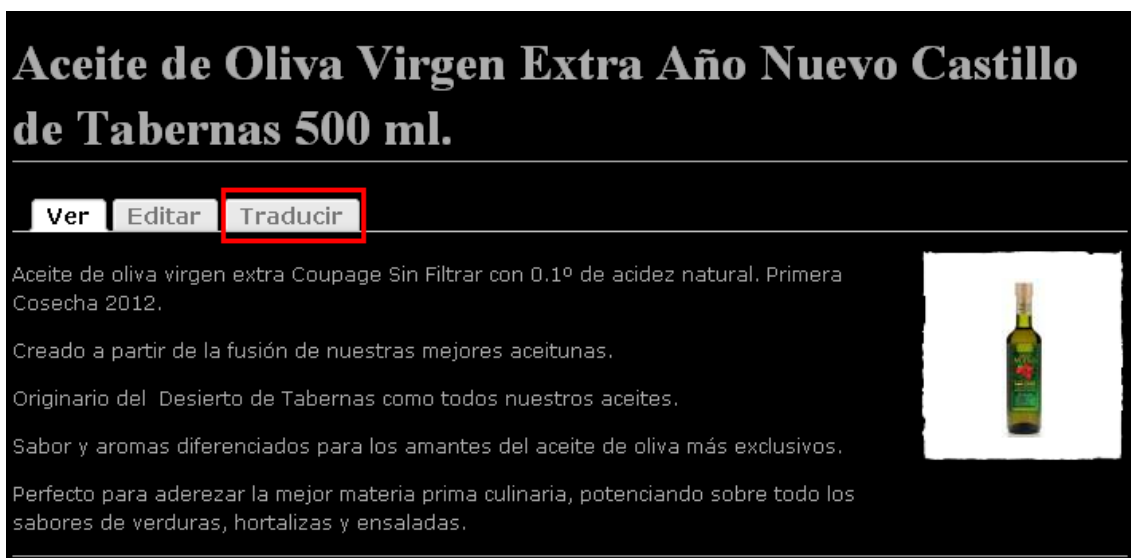 Aceite de Oliva Virgen Extra Año Nuevo Castillo
de Tabernas 500 ml.
Ver Editar Traducir
Aceite de oliva virgen extra Coupage Sin Filtrar con 0.1º de acidez natural. Primera
Cosecha 2012.
Creado a partir de la fusión de nuestras mejores aceitunas.
Originario del  Desierto de Tabernas como todos nuestros aceites.
Sabor y aromas diferenciados para los amantes del aceite de oliva más exclusivos.
Perfecto para aderezar la mejor materia prima culinaria, potenciando sobre todo los
sabores de verduras, hortalizas y ensaladas.